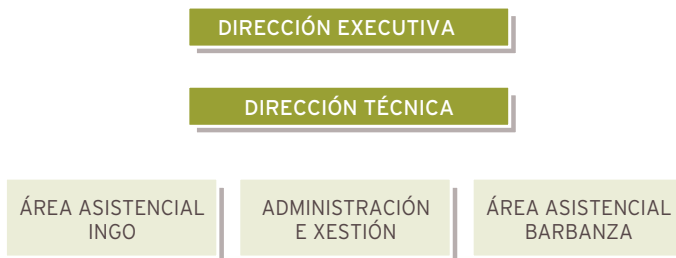 DIRECCIÓN EXECUTIVA
DIRECCIÓN TÉCNICA
ÁREA ASISTENCIAL
INGO
ADMINISTRACIÓN
E XESTIÓN
ÁREA ASISTENCIAL
BARBANZA